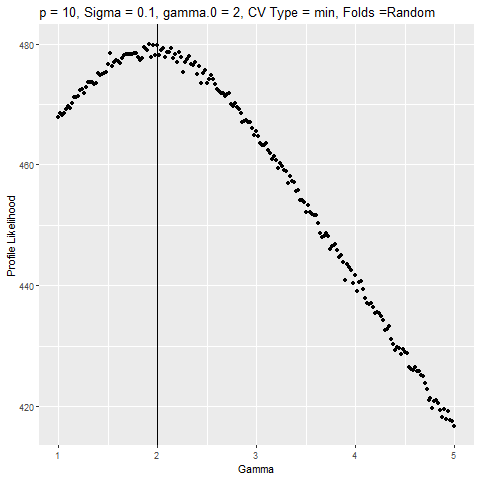 p = 10, Sigma = 0.1, gamma.0 = 2, CV Type = min, Folds =Random
480
460
440
420
Profile Likelihood
1 2 3 4 5
Gamma